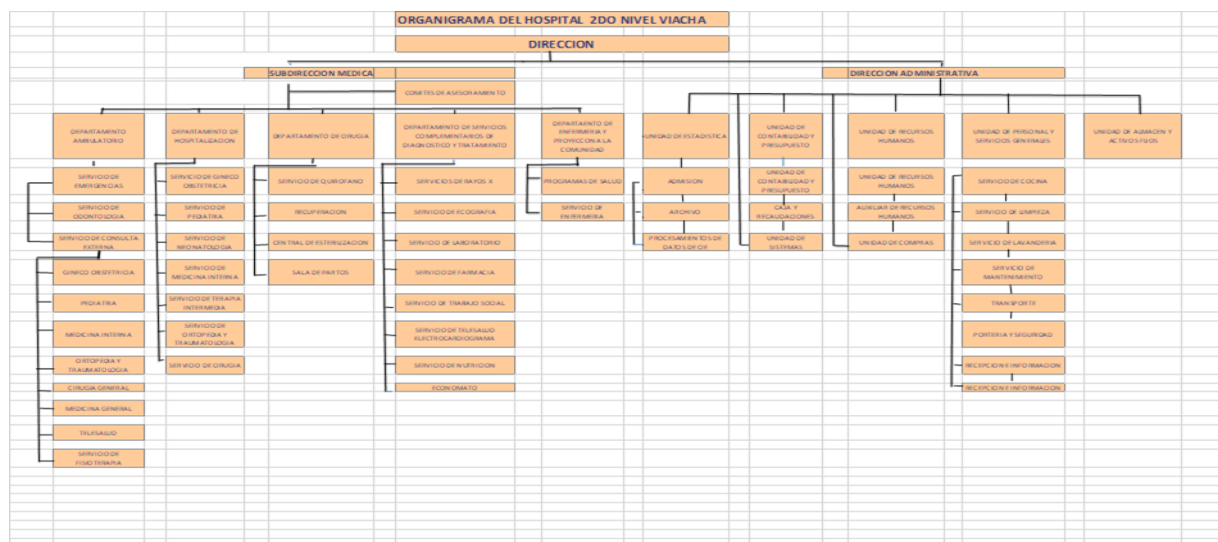 ORGANIGRAMA DEL HOSPITAL 2DO NIVEL VIACHA
DIRECCION
SUBDIRECCION MEDICA
DIRECCION ADMINISTRATIVA
COMITES DE ASESORAMIENTO
DEPARTAMENTO
AMBULATORIO
DEPARTAMENTO DE
HOSPITALIZACION
DEPARTAMENTO DE CIRUGIA
DEPARTAMENTO DE SERVICIOS
COMPLEMENTARIOS DE
DIAGNOSTICO Y TRATAMIENTO
DEPARTAENTO DE
ENFERMERIA Y
PROYECCION A LA
COMUNIDAD
UNIDAD DE ESTADISTICA
UNIDAD DE
CONTABILIDAD Y
PRESUPUESTO
UNIDAD DE RECURSOS
HUMANOS
UNIDAD DE PERSONAL Y
SERVICIOS GENERALES
UNIDAD DE ALMACEN Y
ACTIVOS FIJOS
SERVICIO DE
EMERGENCIAS
SERVICIO DE
ODONTOLOGIA
SERVICIO DE CONSULTA
EXTERNA
GINECO OBSTETRICIA
PEDIATRIA
MEDICINA INTERNA
ORTOPEDIA Y
TRAUMATOLOGIA
CIRUGIA GENERAL
MEDICINA GENERAL
TELESALUD
SERVICIO DE
FISIOTERAPIA
SERVICIO DE GINECO
OBSTETRICIA
SERVICIO DE
PEDIATRIA
SERVICIO DE
NEONATOLOGIA
SERVICIO DE
MEDICINA INTERNA
SERVICIO DE TERAPIA
INTERMEDIA
SERVICIO DE
ORTOPEDIA Y
TRAUMATOLOGIA
SERVICIO DE CIRUGIA
SERVICIO DE QUIROFANO
RECUPERACION
CENTRAL DE ESTERILIZACION
SALA DE PARTOS
SERVICIOS DE RAYOS X
SERVICIO DE ECOGRAFIA
SERVICIO DE LABORATORIO
SERVICIO DE FARMACIA
SERVICIO DE TRABAJO SOCIAL
SERVICIO DE TELESALUD
ELECTROCARDIOGRAMA
SERVICIO DE NUTRICION
ECONOMATO
PROGRAMAS DE SALUD
SERVICIO DE
ENFERMERIA
ADMISION
ARCHIVO
PROCESAMIENTOS DE
DATOS DE
UNIDAD DE
CONTABILIDAD Y
PRESUPUESTO
CAJA Y
RECAUDACIONES
UNIDAD DE
SISTEMAS
UNIDAD DE RECURSOS
HUMANOS
AUXILIAR DE RECURSOS
HUMANOS
UNIDAD DE COMPRAS
SERVICIO DE COCINA
SERVICIO DE LIMPIEZA
SERVICIO DE LAVANDERIA
SERVICIO DE
MANTENIMIENTO
TRANSPORTE
PORTERIA Y SEGURIDAD
RECEPCION E INFORMACION
RECEPCION E INFORMACION